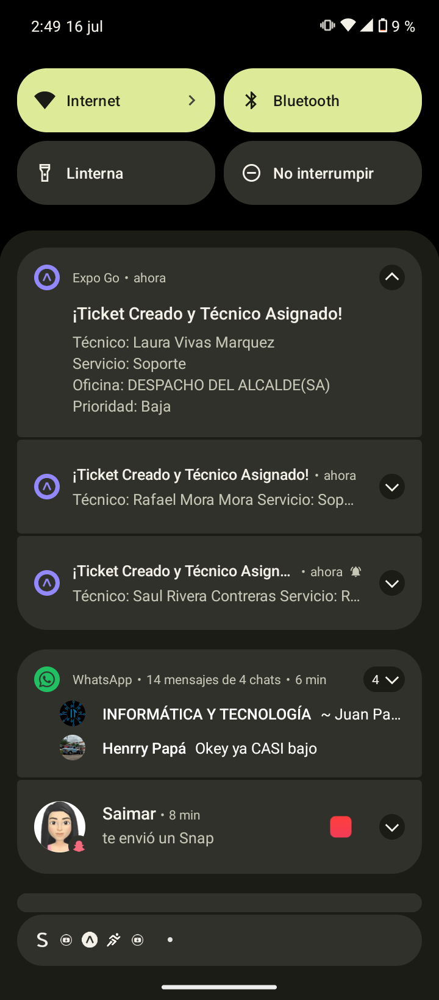 2:49 16 jul 9 %
Internet
Bluetooth
Linterna
No interrumpir
Expo Go • ahora
¡Ticket Creado y Técnico Asignado!
Técnico: Laura Vivas Marquez
Servicio: Soporte
Oficina: DESPACHO DEL ALCALDE(SA)
Prioridad: Baja
¡Ticket Creado y Técnico Asignado! • ahora
Técnico: Rafael Mora Mora Servicio: Sop...
¡Ticket Creado y Técnico Asign... • ahora
Técnico: Saul Rivera Contreras Servicio: R...
WhatsApp • 14 mensajes de 4 chats • 6 min 4
INFORMÁTICA Y TECNOLOGÍA ~ Juan Pa...
Henrry Papá Okey ya CASI bajo
Saimar • 8 min
te envió un Snap
S